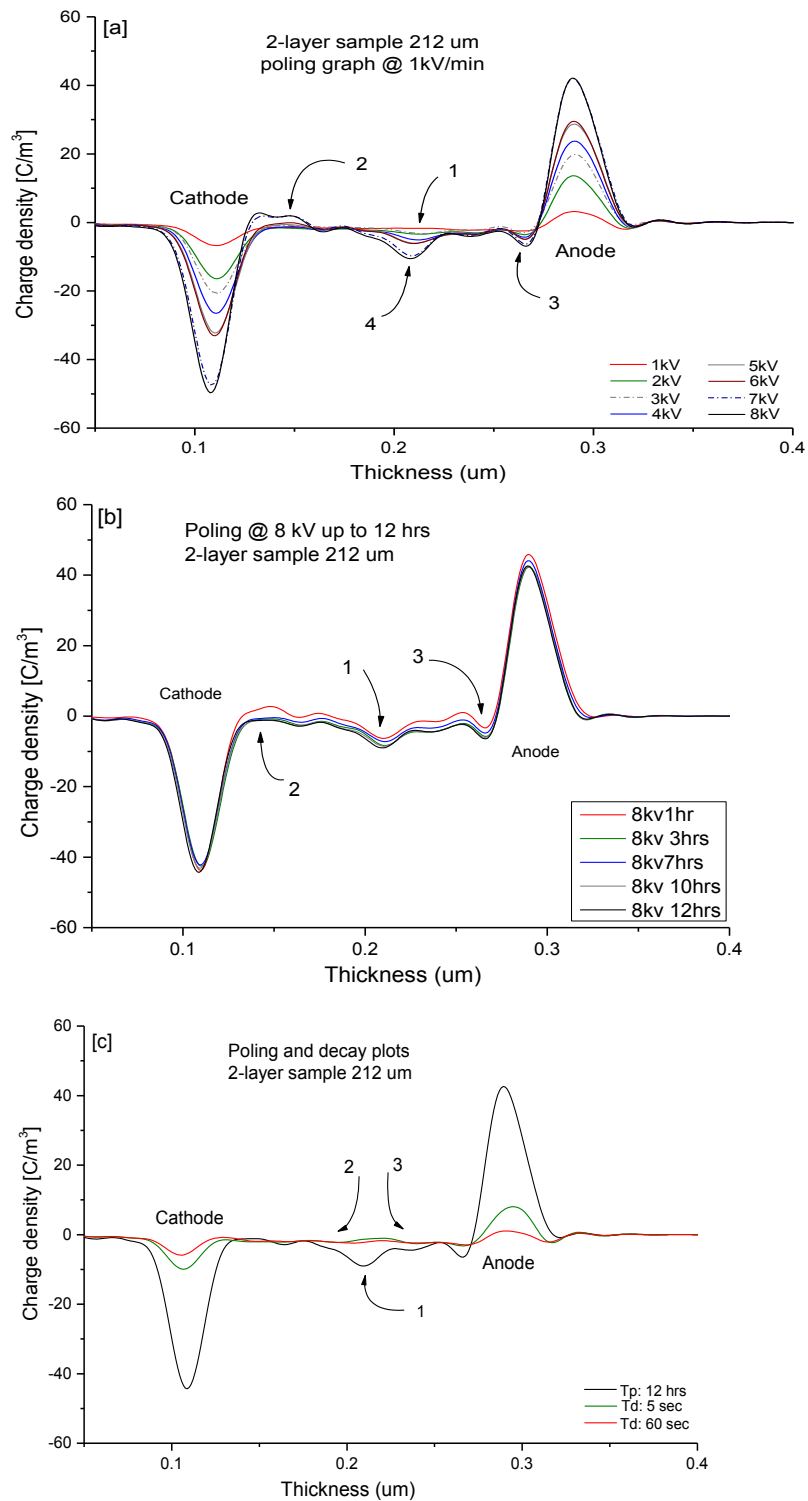 [a]
2-layer sample 212 um
poling graph @ 1kV/min
60
40
20
0
-20
-40
-60
Charge density [C/m³]
Cathode
2
1
4
3
Anode
1kV
2kV
3kV
4kV
5kV
6kV
7kV
8kV
0.1
0.2
0.3
0.4
Thickness (um)
[b]
Poling @ 8 kV up to 12 hrs
2-layer sample 212 um
60
40
20
0
-20
-40
-60
Charge density [C/m³]
Cathode
1
3
2
Anode
8kv1hr
8kv 3hrs
8kv7hrs
8kv 10hrs
8kv 12hrs
0.1
0.2
0.3
0.4
Thickness (um)
[c]
Poling and decay plots
2-layer sample 212 um
60
40
20
0
-20
-40
-60
Charge density [C/m³]
Cathode
2
3
1
Anode
Tp: 12 hrs
Td: 5 sec
Td: 60 sec
0.1
0.2
0.3
0.4
Thickness (um)